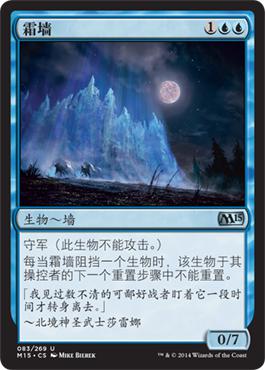 霜墙
1
生物～墙
M15
守军（此生物不能攻击。）
每当霜墙阻挡一个生物时，该生物于其
操控者的下一个重置步骤中不能重置。
「我见过数不清的可鄙好战者盯着它一段时
间才转身离去。」
～北境神圣武士莎雷娜
0/7
083/269 U
M15 • CS MIKE BIEREK
™ & © 2014 Wizards of the Coast